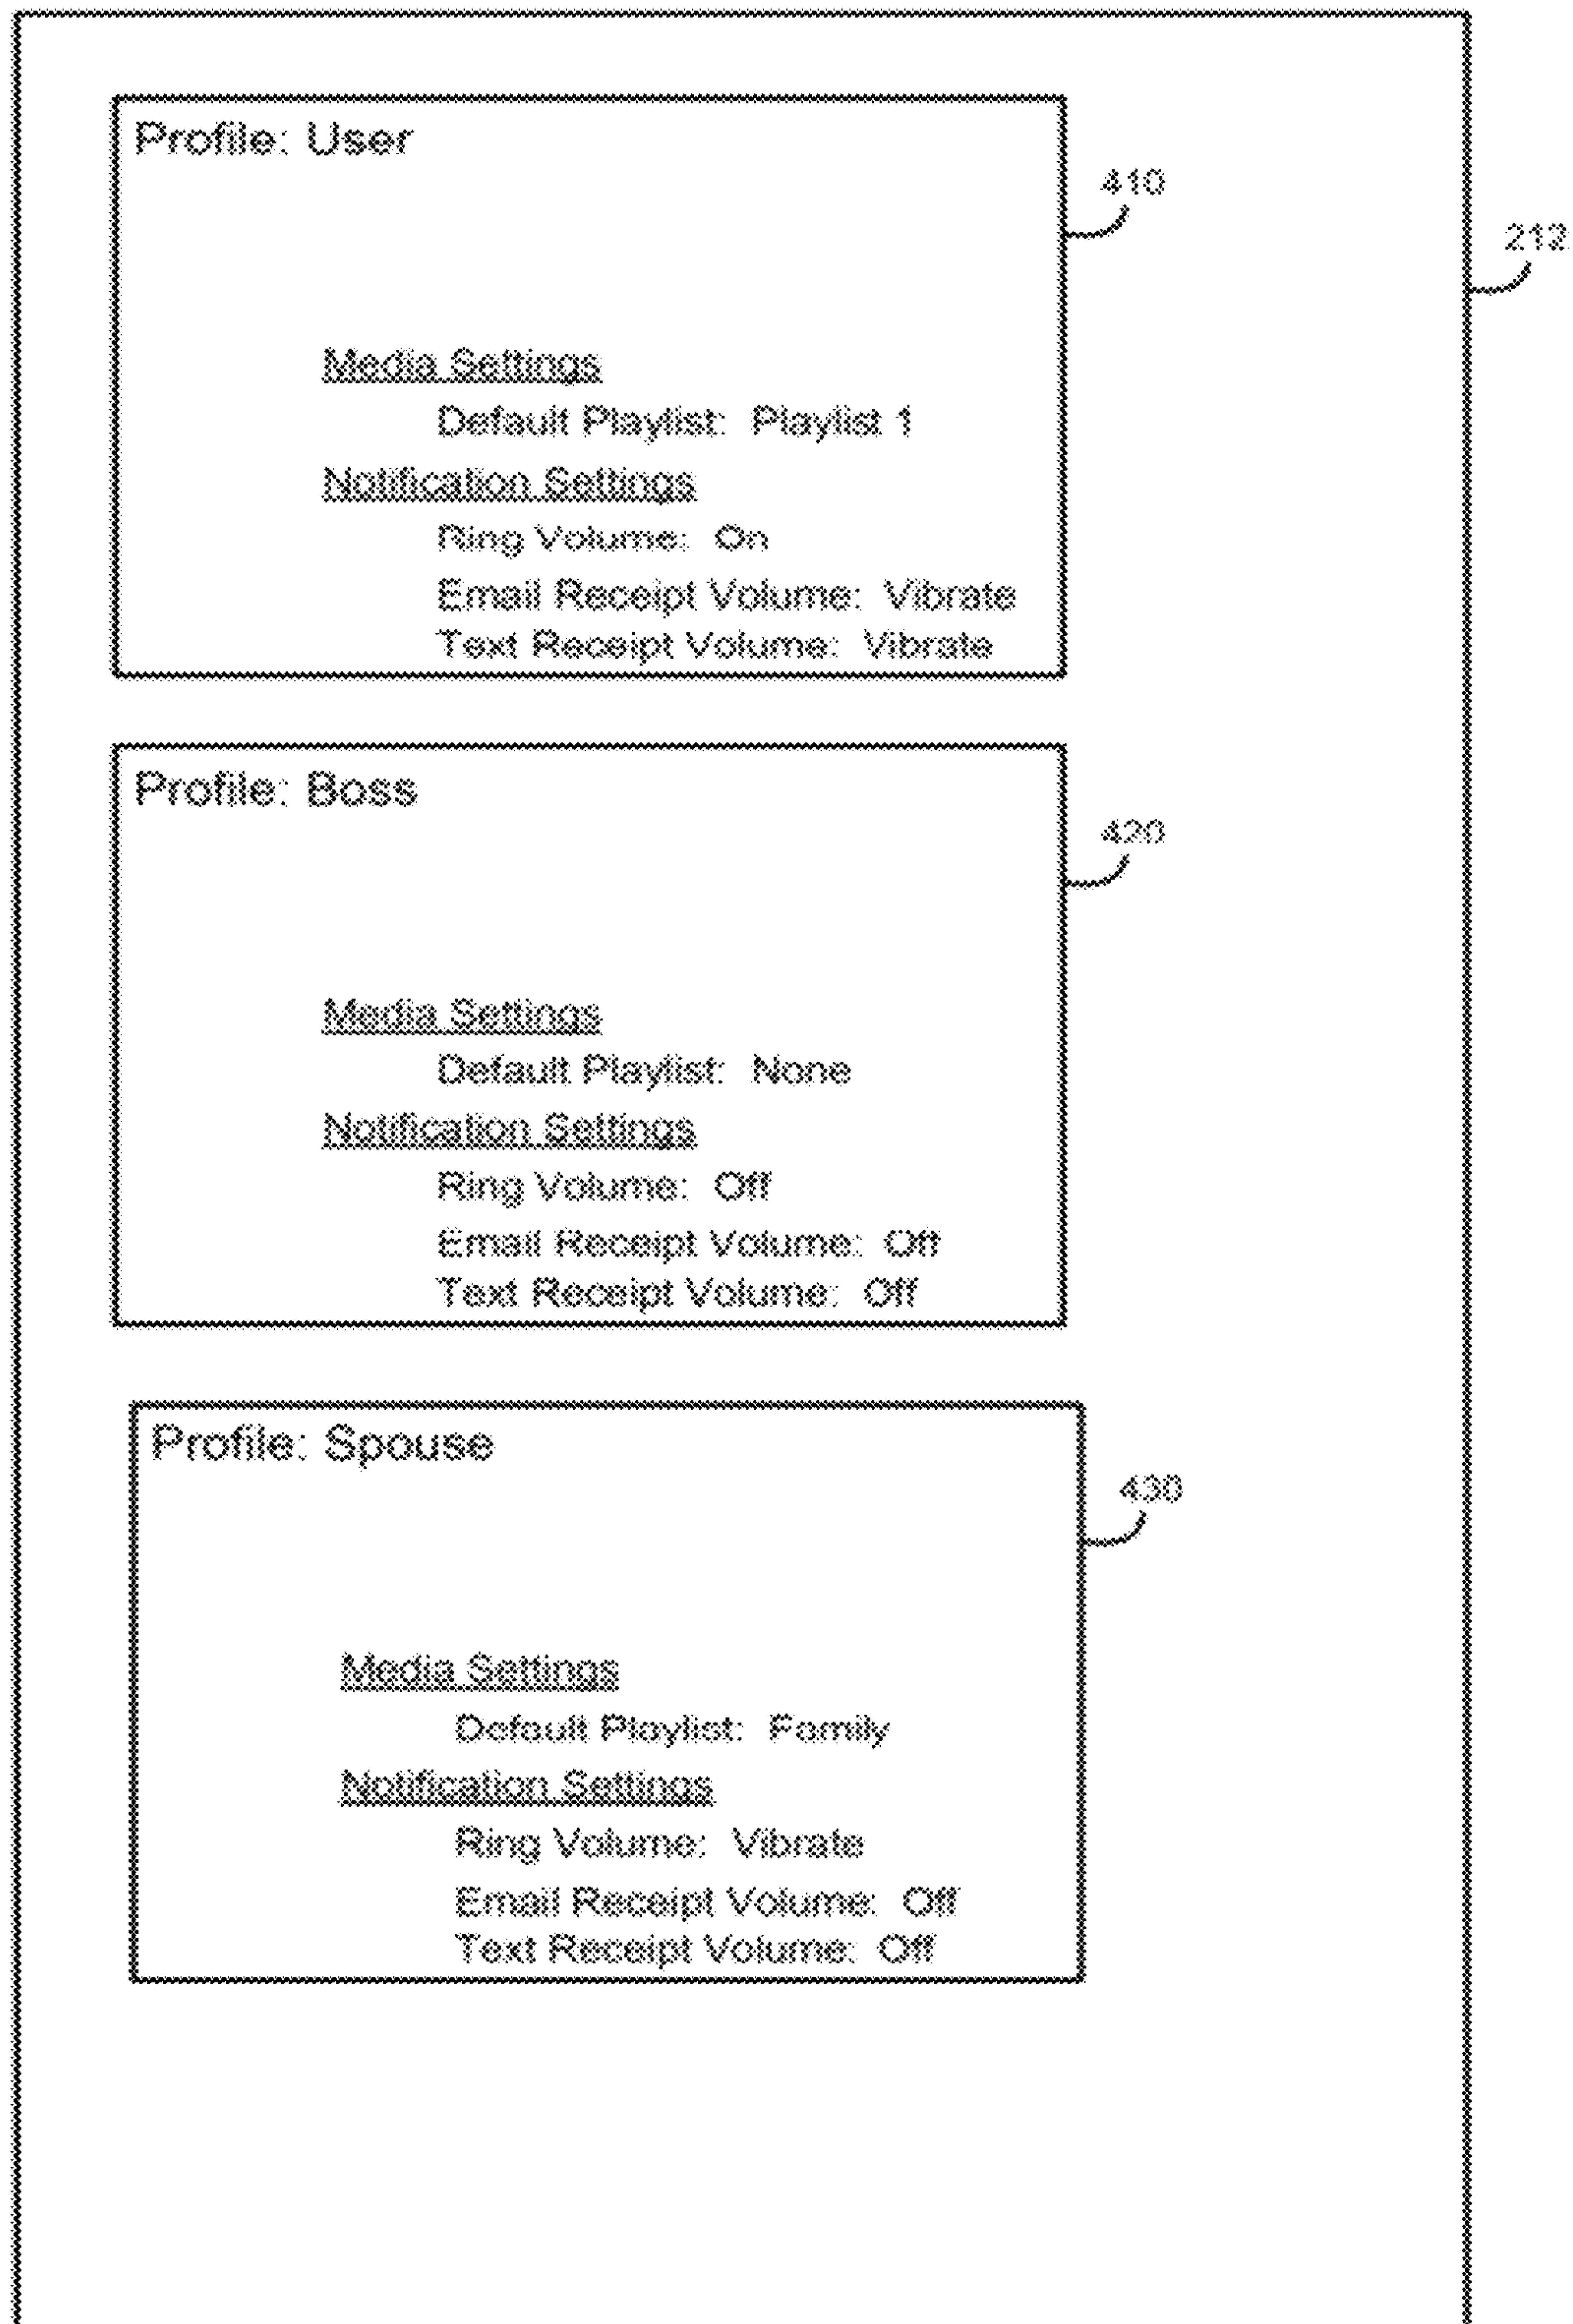 Profile: User
410
212
Media Settings
Default Playlist: Playlist 1
Notification Settings
Ring Volume: On
Email Receipt Volume: Vibrate
Text Receipt Volume: Vibrate
Profile: Boss
420
Media Settings
Default Playlist: None
Notification Settings
Ring Volume: Off
Email Receipt Volume: Off
Text Receipt Volume: Off
Profile: Spouse
430
Media Settings
Default Playlist: Family
Notification Settings
Ring Volume: Vibrate
Email Receipt Volume: Off
Text Receipt Volume: Off